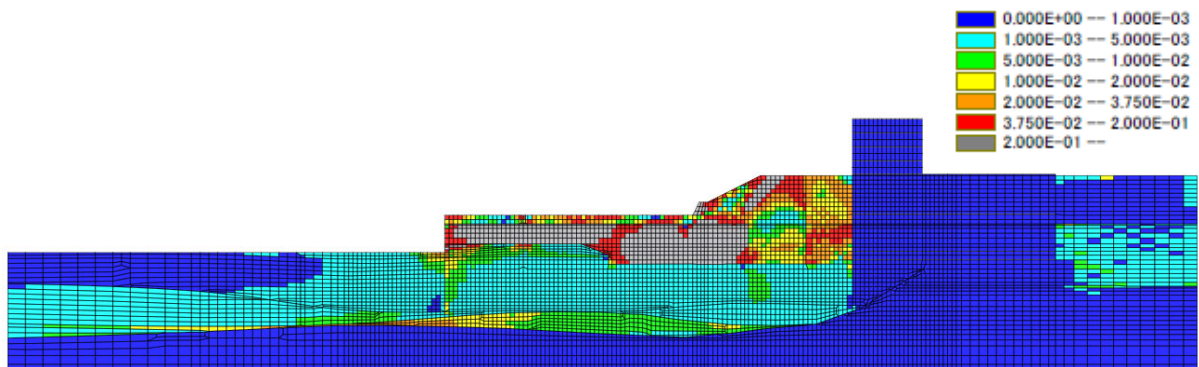 0.000E+00 -- 1.000E-03
1.000E-03 -- 5.000E-03
5.000E-03 -- 1.000E-02
1.000E-02 -- 2.000E-02
2.000E-02 -- 3.750E-02
3.750E-02 -- 2.000E-01
2.000E-01 --